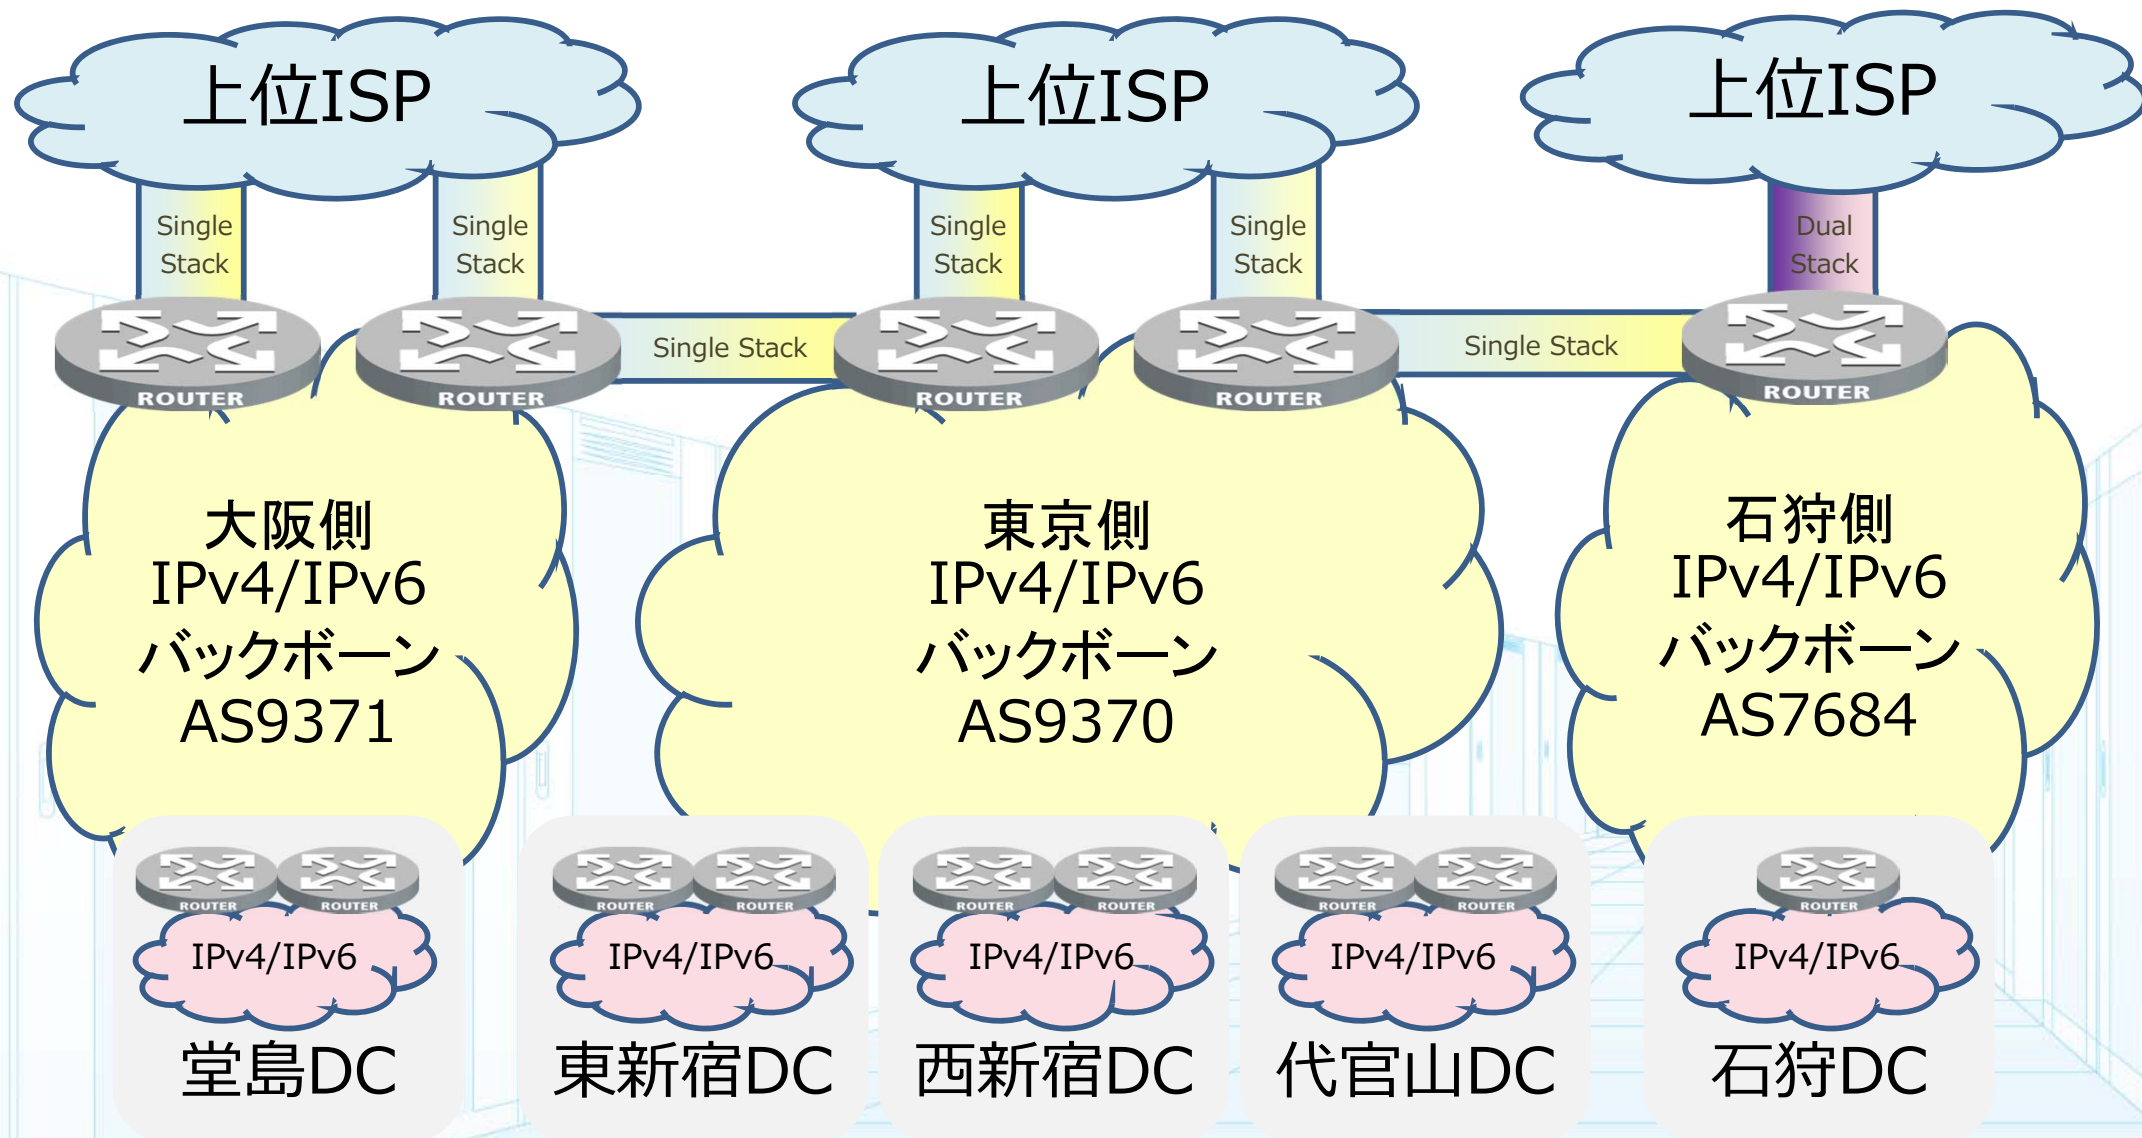 上位ISP
上位ISP
上位ISP
Single
Stack
Single
Stack
Single
Stack
Single
Stack
Dual
Stack
ROUTER
ROUTER
Single Stack
ROUTER
ROUTER
Single Stack
ROUTER
大阪側
IPv4/IPv6
バックボーン
AS9371
東京側
IPv4/IPv6
バックボーン
AS9370
石狩側
IPv4/IPv6
バックボーン
AS7684
ROUTER
ROUTER
IPv4/IPv6
堂島DC
ROUTER
ROUTER
IPv4/IPv6
東新宿DC
ROUTER
ROUTER
IPv4/IPv6
西新宿DC
ROUTER
ROUTER
IPv4/IPv6
代官山DC
ROUTER
IPv4/IPv6
石狩DC